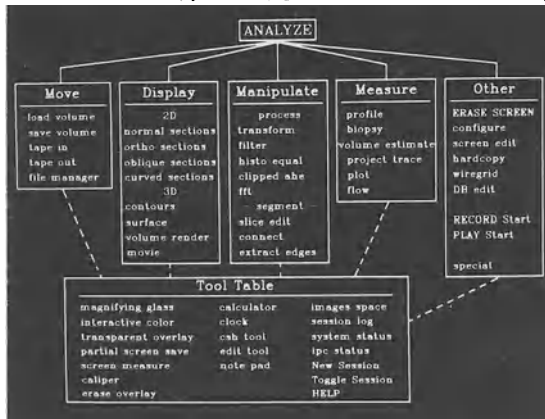 ANALYZE
Move
load volume
save volume
tape in
tape out
file manager
Display
2D
normal sections
ortho sections
oblique sections
curved sections
3D
contours
surface
volume render
movie
Manipulate
process
transform
filter
histo equal
clipped ahe
fft
- segment -
slice edit
connect
extract edges
Measure
profile
biopsy
volume estimate
project trace
plot
flow
Other
ERASE SCREEN
configure
screen edit
hardcopy
wiregrid
DB edit
RECORD Start
PLAY Start
special
Tool Table
magnifying glass
interactive color
transparent overlay
partial screen save
screen measure
caliper
erase overlay
calculator
clock
csh tool
edit tool
note pad
images space
session log
system status
ipc status
New Session
Toggle Session
HELP